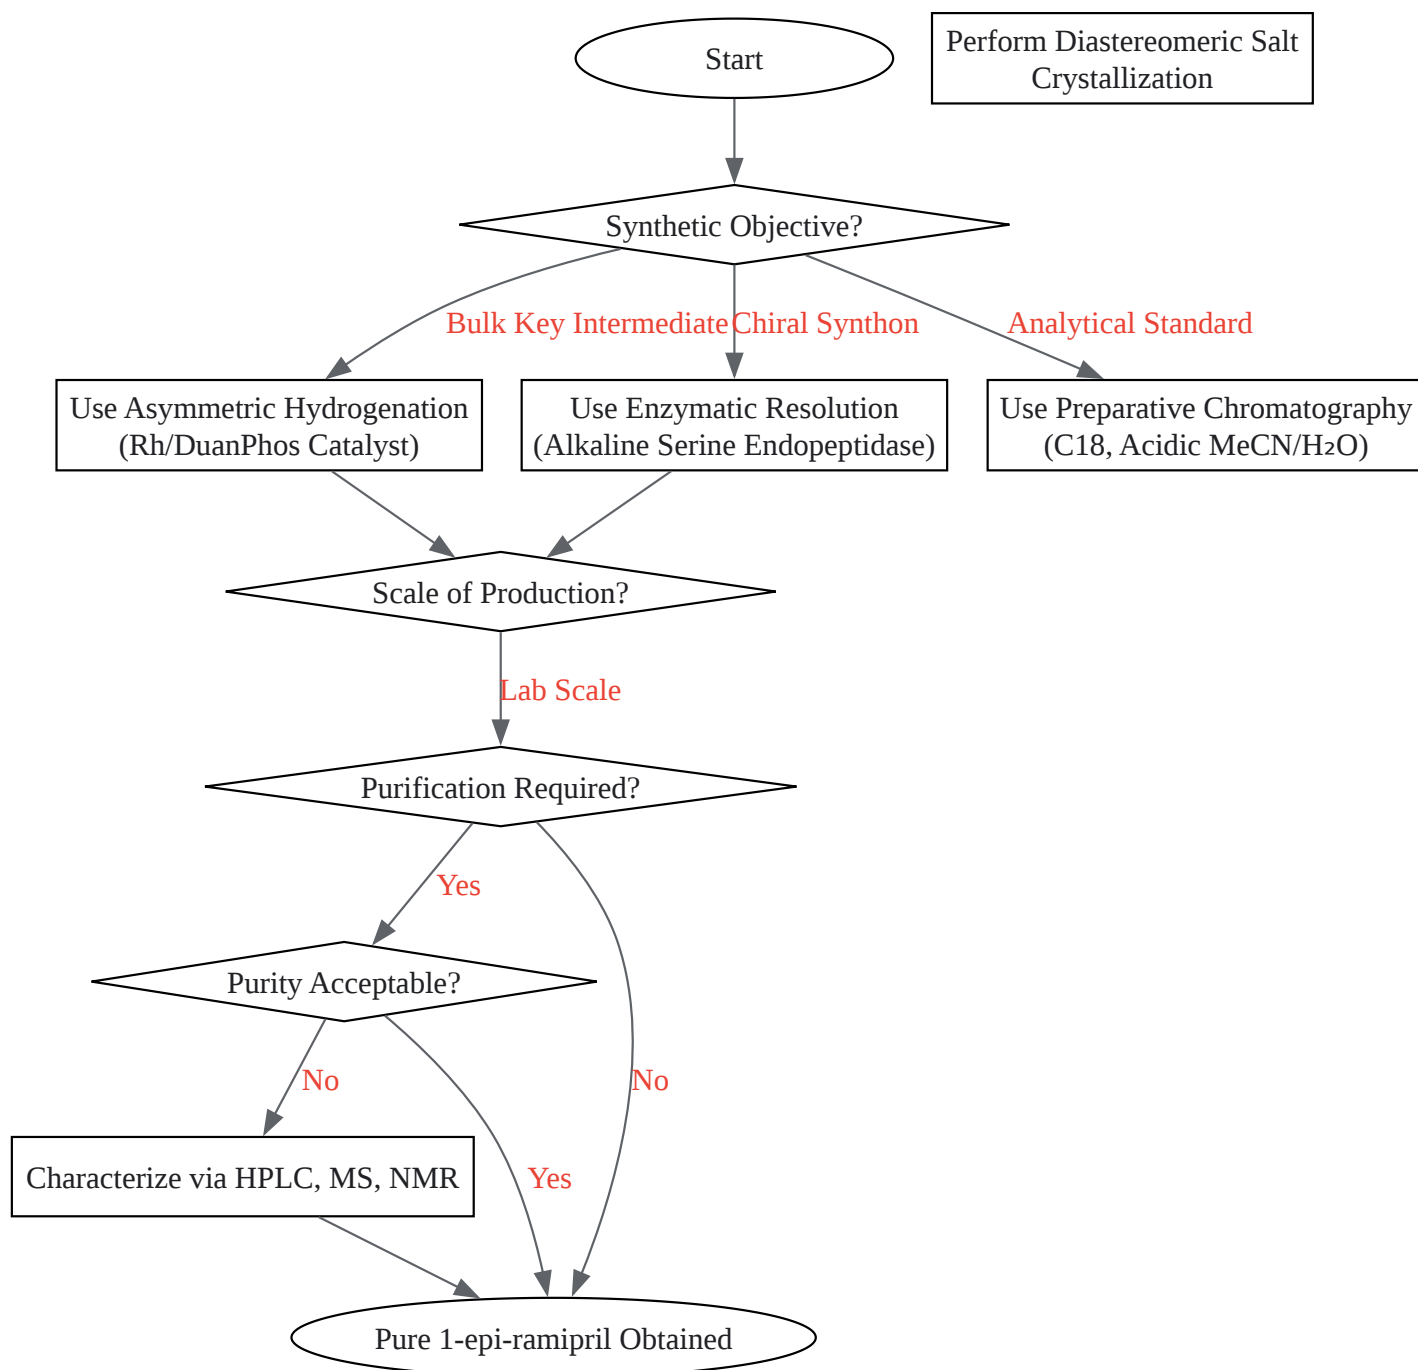 Start
Perform Diastereomeric Salt
Crystallization
Synthetic Objective?
Bulk Key Intermediate
Chiral Synthon
Analytical Standard
Use Asymmetric Hydrogenation
(Rh/DuanPhos Catalyst)
Use Enzymatic Resolution
(Alkaline Serine Endopeptidase)
Use Preparative Chromatography
(C18, Acidic MeCN/H₂O)
Scale of Production?
Lab Scale
Purification Required?
Yes
Purity Acceptable?
No
No
Characterize via HPLC, MS, NMR
Yes
Pure 1-epi-ramipril Obtained